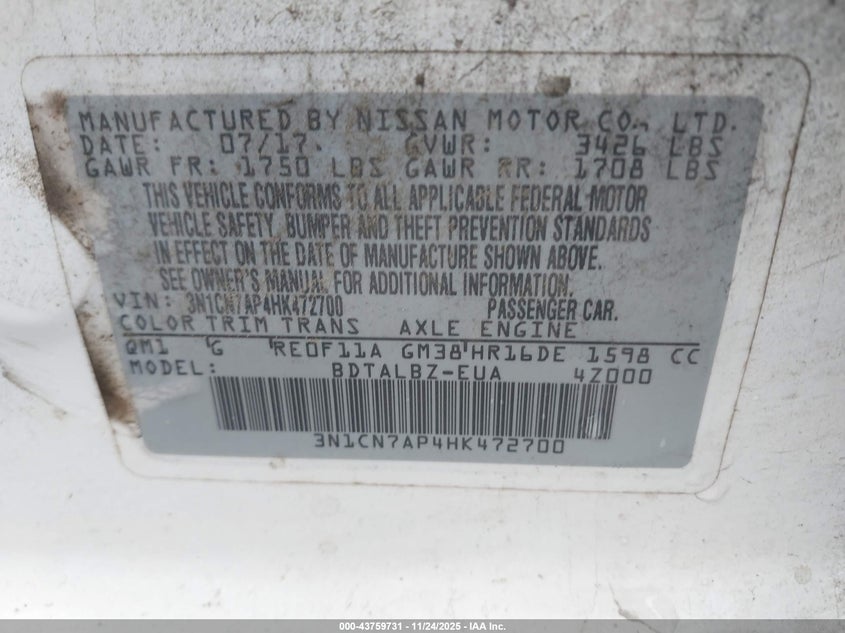 MANUFACTURED BY NISSAN MOTOR CO., LTD.
DATE: 07/17. GVWR: 3426 LBS
GAWR FR: 1750 LBS GAWR RR: 1708 LBS
THIS VEHICLE CONFORMS TO ALL APPLICABLE FEDERAL MOTOR
VEHICLE SAFETY, BUMPER AND THEFT PREVENTION STANDARDS
IN EFFECT ON THE DATE OF MANUFACTURE SHOWN ABOVE.
SEE OWNER'S MANUAL FOR ADDITIONAL INFORMATION.
VIN: 3N1CN7AP4HK472700 PASSENGER CAR.
COLOR TRIM TRANS AXLE ENGINE
QM1 G RE0F11A GM38 HR16DE 1598 CC
MODEL: BDTALBZ-EUA 4Z000
3N1CN7AP4HK472700
000-43759731 - 11/24/2025 - IAA Inc.